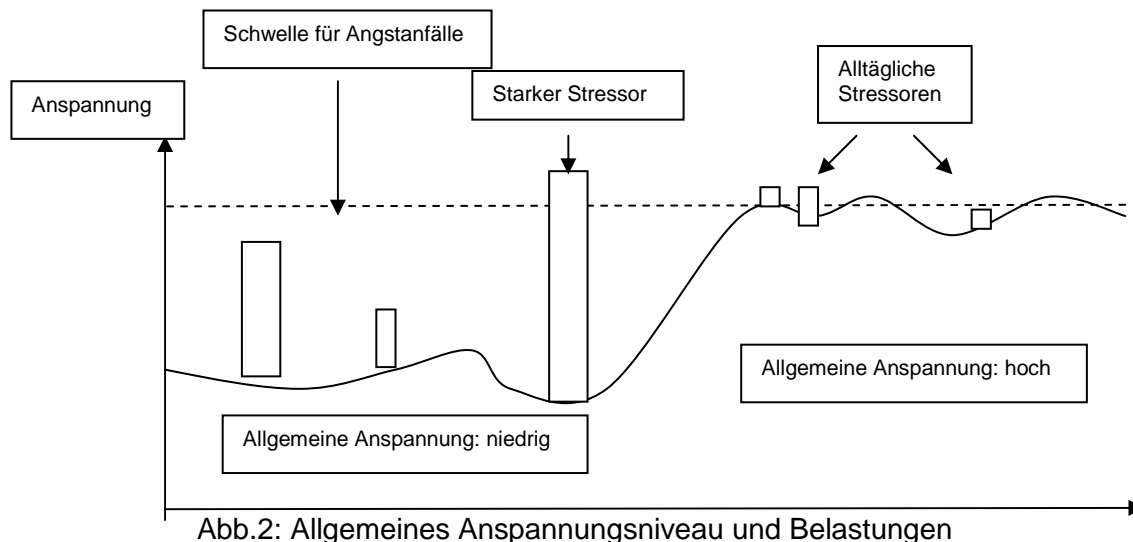 Schwelle für Angstanfälle
Starker Stressor
Alltägliche
Stressoren
Anspannung
Allgemeine Anspannung: hoch
Allgemeine Anspannung: niedrig
Abb.2: Allgemeines Anspannungsniveau und Belastungen